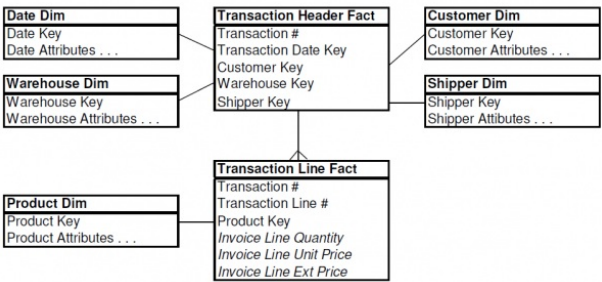 Date Dim
Date Key
Date Attributes . . .
Warehouse Dim
Warehouse Key
Warehouse Attributes . . .
Transaction Header Fact
Transaction #
Transaction Date Key
Customer Key
Warehouse Key
Shipper Key
Customer Dim
Customer Key
Customer Attributes . . .
Shipper Dim
Shipper Key
Shipper Attibutes . . .
Product Dim
Product Key
Product Attributes . . .
Transaction Line Fact
Transaction #
Transaction Line #
Product Key
Invoice Line Quantity
Invoice Line Unit Price
Invoice Line Ext Price